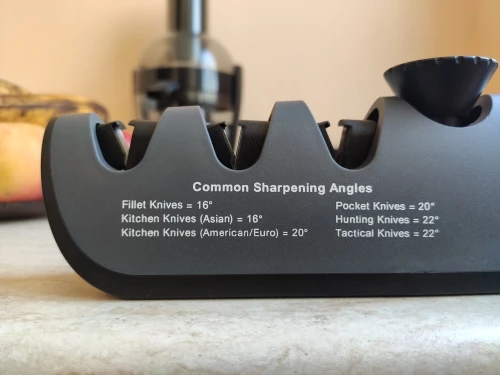 Common Sharpening Angles
Fillet Knives = 16°
Kitchen Knives (Asian) = 16°
Kitchen Knives (American/Euro) = 20°
Pocket Knives = 20°
Hunting Knives = 22°
Tactical Knives = 22°